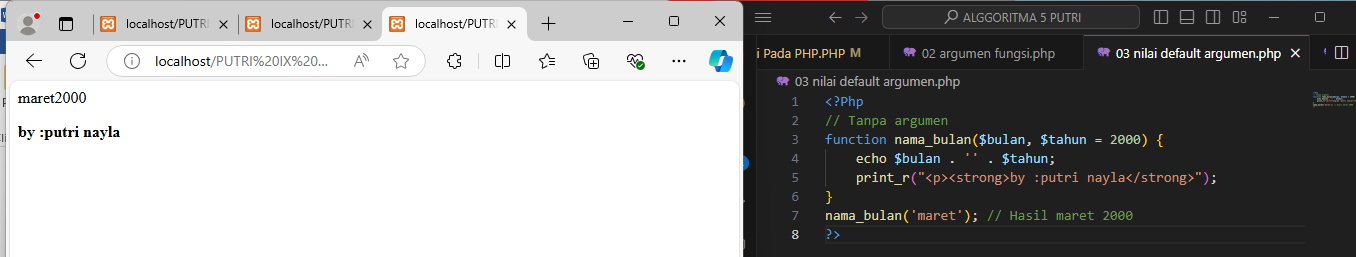 localhost/PUTRI
localhost/PUTRI
localhost/PUTRI
localhost/PUTRI%20IX%20...
maret2000
by :putri nayla
ALGGORITMA 5 PUTRI
i Pada PHP.PHP M
02 argumen fungsi.php
03 nilai default argumen.php
03 nilai default argumen.php
1 <?Php
2 // Tanpa argumen
3 function nama_bulan($bulan, $tahun = 2000) {
4 echo $bulan . '' . $tahun;
5 print_r("<p><strong>by :putri nayla</strong>");
6 }
7 nama_bulan('maret'); // Hasil maret 2000
8 ?>